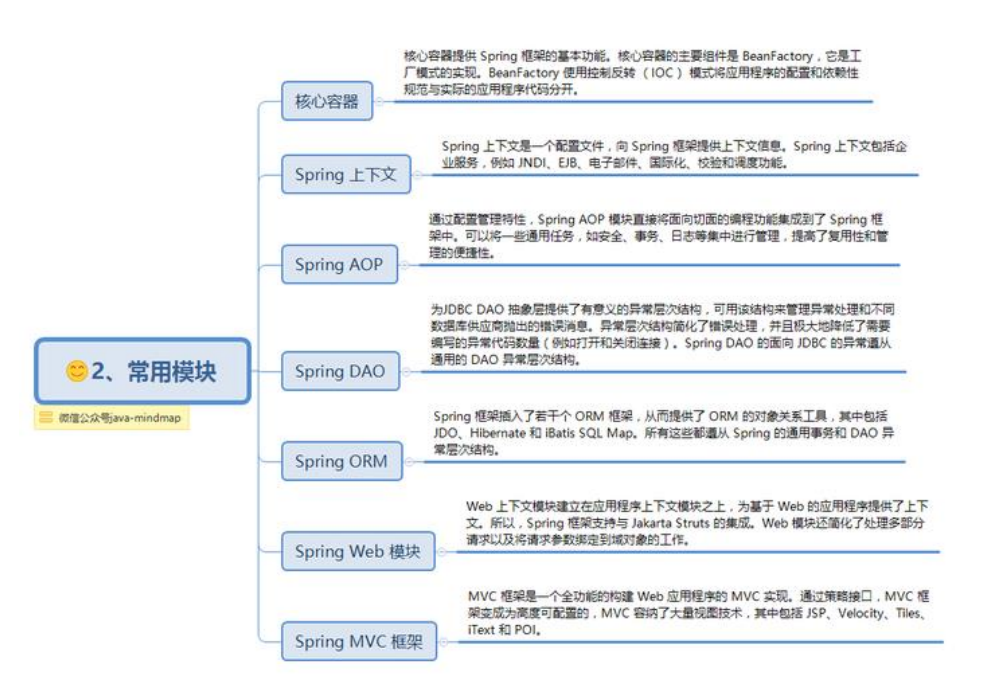 核心容器提供 Spring 框架的基本功能。核心容器的主要组件是 BeanFactory，它是工
厂模式的实现。BeanFactory 使用控制反转（IOC）模式将应用程序的配置和依赖性
规范与实际的应用程序代码分开。
核心容器
Spring 上下文是一个配置文件，向 Spring 框架提供上下文信息。Spring 上下文包括企
业服务，例如 JNDI、EJB、电子邮件、国际化、校验和调度功能。
Spring 上下文
通过配置管理特性，Spring AOP 模块直接将面向切面的编程功能集成到了 Spring 框
架中。可以将一些通用任务，如安全、事务、日志等集中进行管理，提高了复用性和管
理的便捷性。
Spring AOP
为JDBC DAO 抽象层提供了有意义的异常层次结构，可用该结构来管理异常处理和不同
数据库供应商抛出的错误消息。异常层次结构简化了错误处理，并且极大地降低了需要
编写的异常代码数量（例如打开和关闭连接）。Spring DAO 的面向 JDBC 的异常遵从
通用的 DAO 异常层次结构。
Spring DAO
😊2、常用模块
微信公众号java-mindmap
Spring 框架插入了若干个 ORM 框架，从而提供了 ORM 的对象关系工具，其中包括
JDO、Hibernate 和 iBatis SQL Map。所有这些都遵从 Spring 的通用事务和 DAO 异
常层次结构。
Spring ORM
Web 上下文模块建立在应用程序上下文模块之上，为基于 Web 的应用程序提供了上下
文。所以，Spring 框架支持与 Jakarta Struts 的集成。Web 模块还简化了处理多部分
请求以及将请求参数绑定到域对象的工作。
Spring Web 模块
MVC 框架是一个全功能的构建 Web 应用程序的 MVC 实现。通过策略接口，MVC 框
架变成为高度可配置的，MVC 容纳了大量视图技术，其中包括 JSP、Velocity、Tiles、
iText 和 POI。
Spring MVC 框架